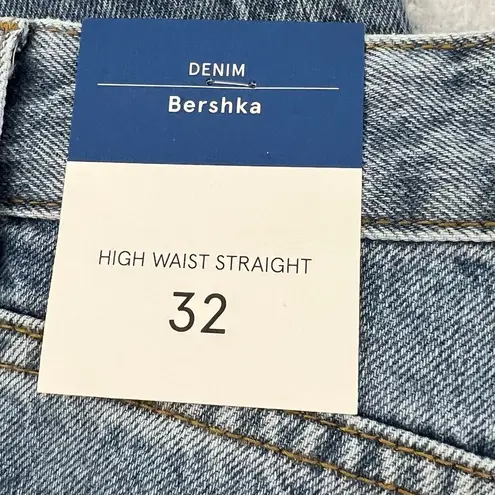 DENIM
Bershka
HIGH WAIST STRAIGHT
32